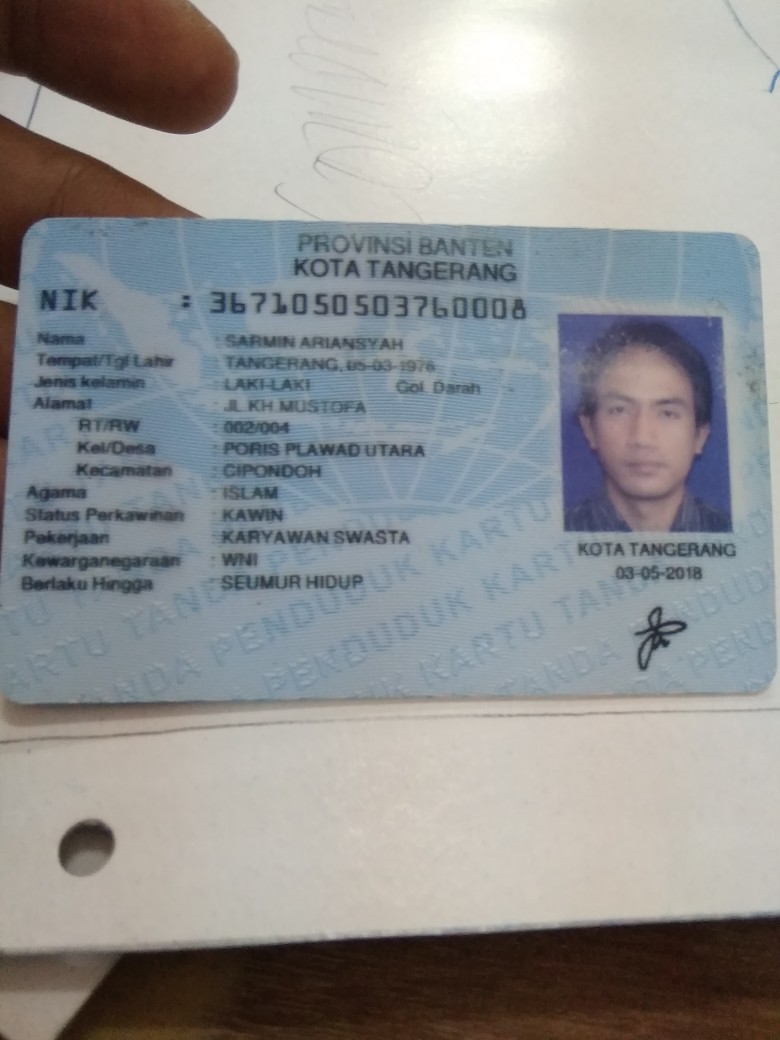 PROVINSI BANTEN
KOTA TANGERANG
NIK : 3671050503760008
Nama : SARMIN ARIANSYAH
Tempat/Tgl Lahir : TANGERANG, 05-03-1976
Jenis kelamin : LAKI-LAKI Gol. Darah
Alamat : JL KH MUSTOFA
RT/RW : 002/004
Kel/Desa : PORIS PLAWAD UTARA
Kecamatan : CIPONDOH
Agama : ISLAM
Status Perkawinan : KAWIN
Pekerjaan : KARYAWAN SWASTA
Kewarganegaraan : WNI
Berlaku Hingga : SEUMUR HIDUP
KOTA TANGERANG
03-05-2018
KARTU TANDA PENDUDUK